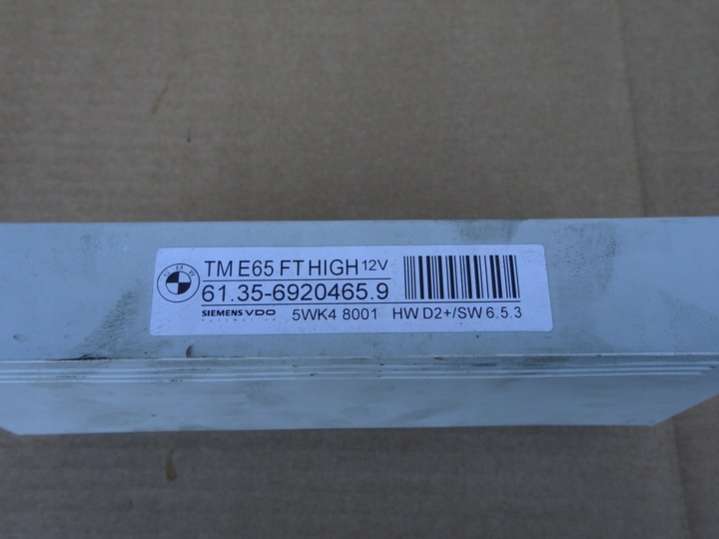 BMW
TM E65 FT HIGH 12V
61.35-6920465.9
SIEMENS VDO
5WK4 8001 HW D2+/SW 6.5.3